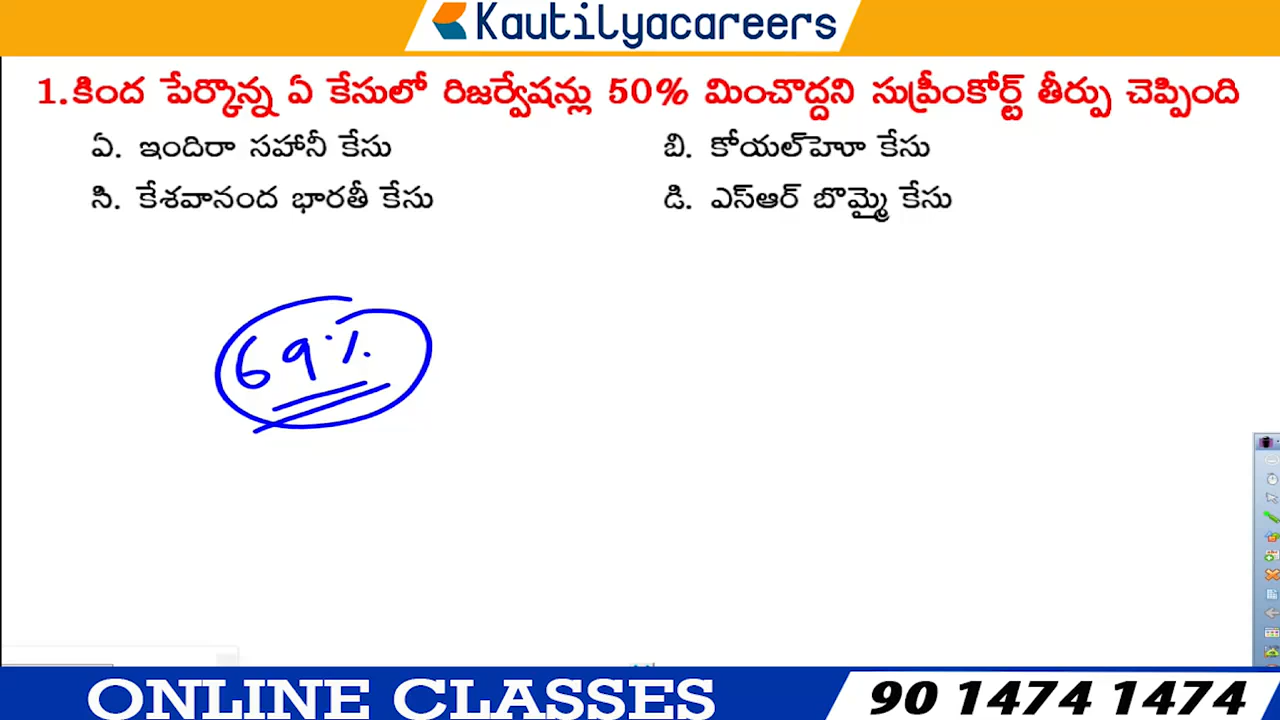 Kautilyacareers
1. కింద పేర్కొన్న ఏ కేసులో రిజర్వేషన్లు 50% మించొద్దని సుప్రీంకోర్ట్ తీర్పు చెప్పింది
ఏ. ఇందిరా సహానీ కేసు
బి. కోయల్‌హెూ కేసు
సి. కేశవానంద భారతీ కేసు
డి. ఎస్ఆర్ బొమ్మై కేసు
69%
ONLINE CLASSES
90 1474 1474